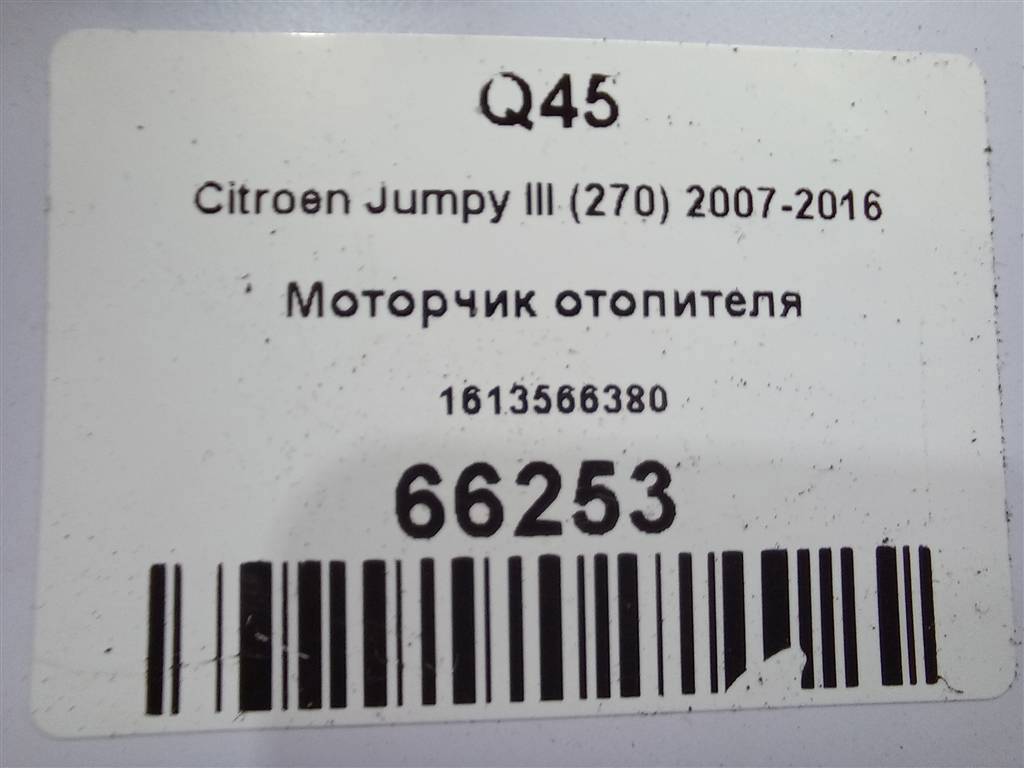 Q45
Citroen Jumpy III (270) 2007-2016
Моторчик отопителя
1613566380
66253